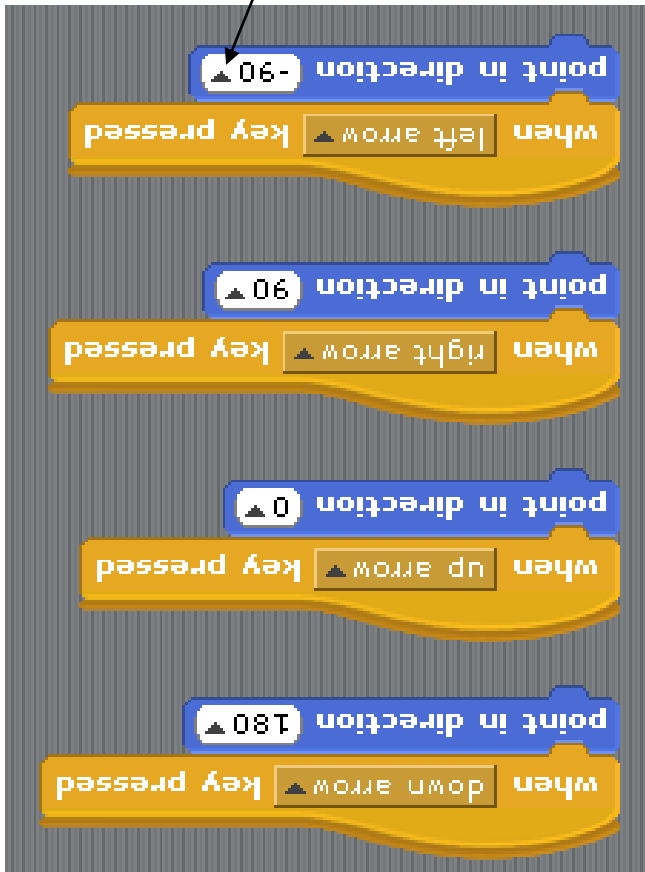 when down arrow key pressed
point in direction 180
when up arrow key pressed
point in direction 0
when right arrow key pressed
point in direction 90
when left arrow key pressed
point in direction -90